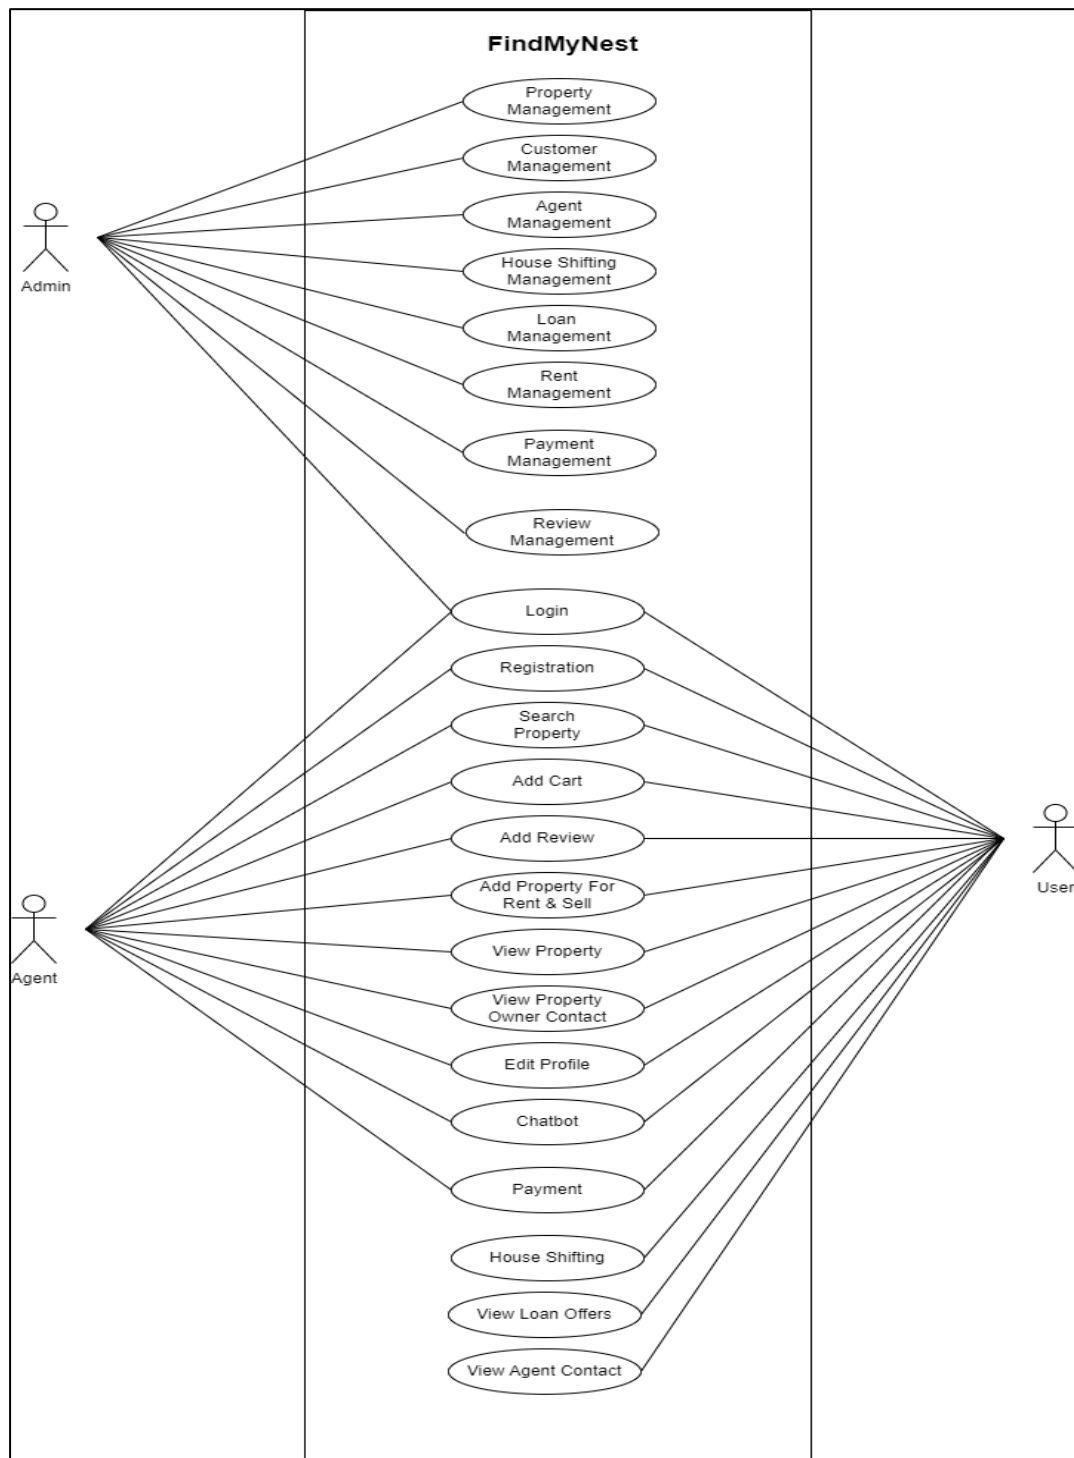 FindMyNest
Property
Management
Customer
Management
Agent
Management
House Shifting
Management
Loan
Management
Rent
Management
Payment
Management
Review
Management
Admin
Login
Registration
Search
Property
Add Cart
Add Review
Add Property For
Rent & Sell
View Property
View Property
Owner Contact
Edit Profile
Chatbot
Payment
House Shifting
View Loan Offers
View Agent Contact
Agent
User